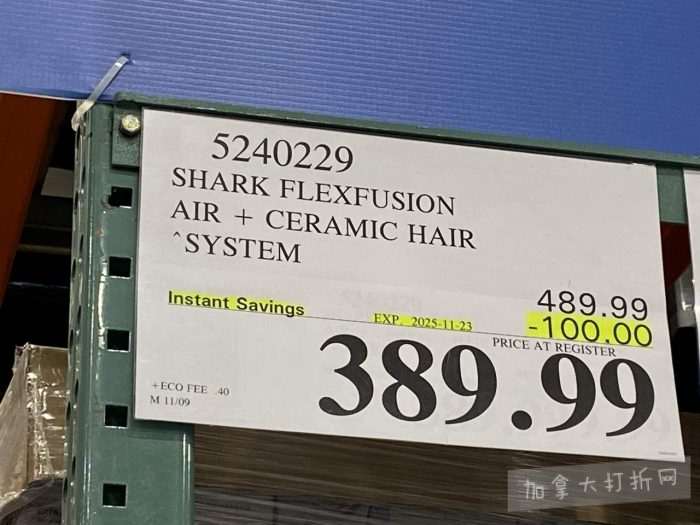 5240229
SHARK FLEXFUSION
AIR + CERAMIC HAIR
^SYSTEM
489.99
Instant Savings EXP. 2025-11-23 -100.00
PRICE AT REGISTER
389.99
+ECO FEE .40
M 11/09
加拿大打折网